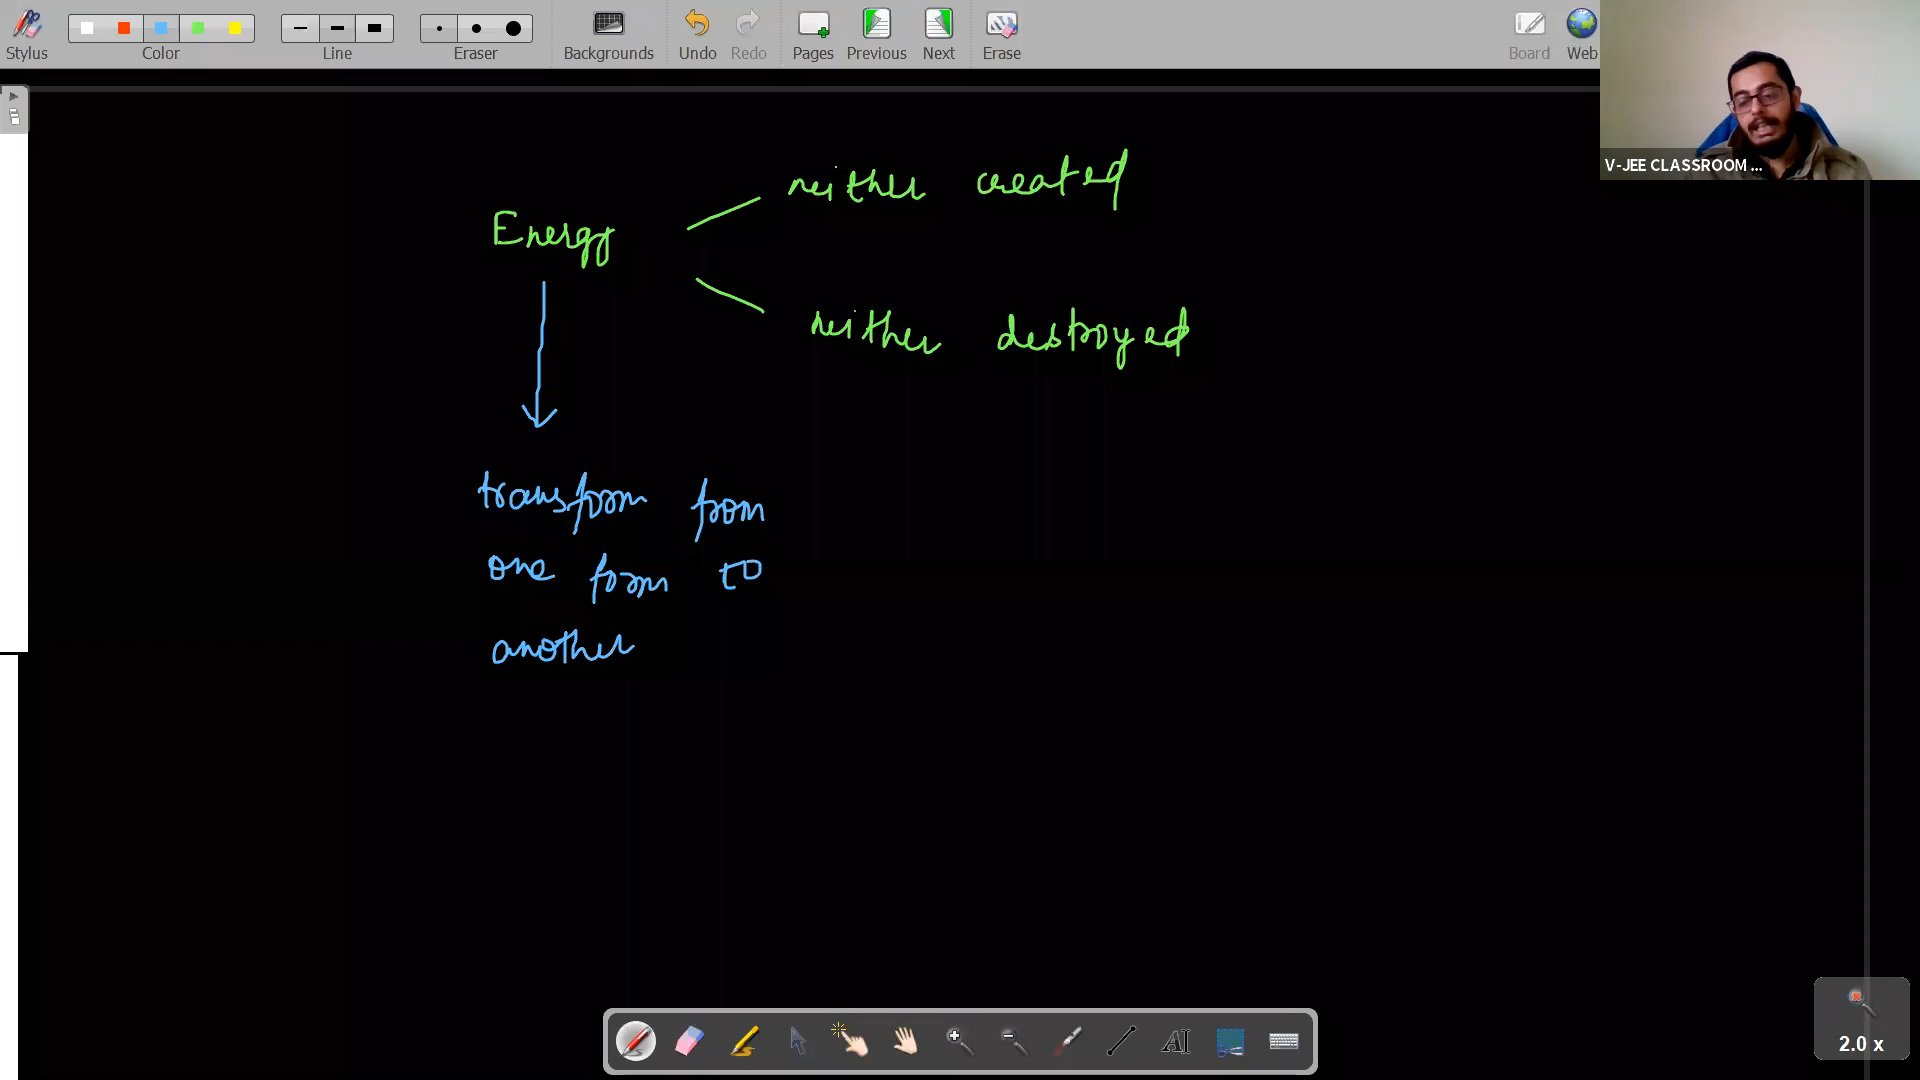 Stylus
Color
Line
Eraser
Backgrounds
Undo
Redo
Pages
Previous
Next
Erase
Board
Web
V-JEE CLASSROOM ...
neither created
Energy
neither destroyed
transform from
one form to
another
2.0 x